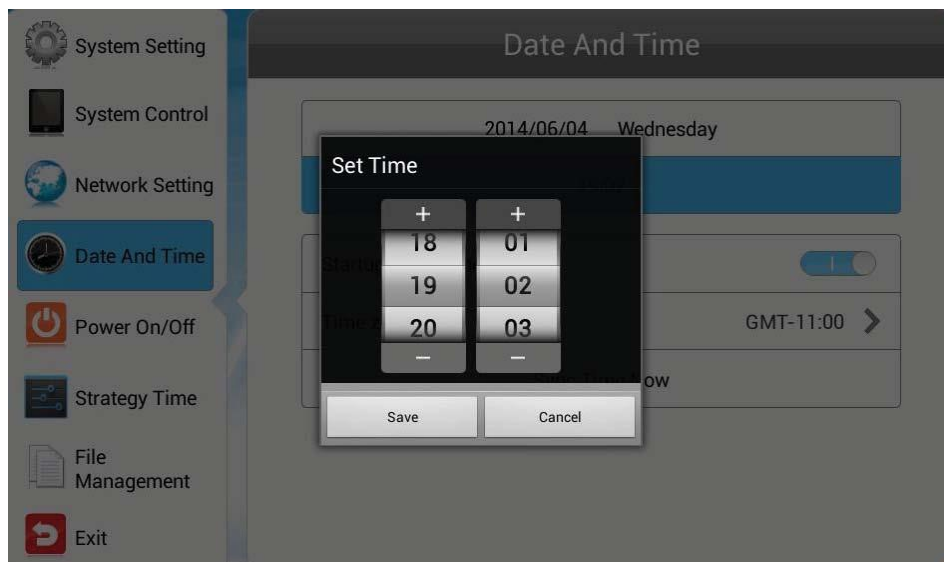 System Setting
System Control
Network Setting
Date And Time
Power On/Off
Strategy Time
File
Management
Exit
Date And Time
2014/06/04 Wednesday
Set Time
+ +
18 01
19 02
20 03
− −
Save Cancel
GMT-11:00